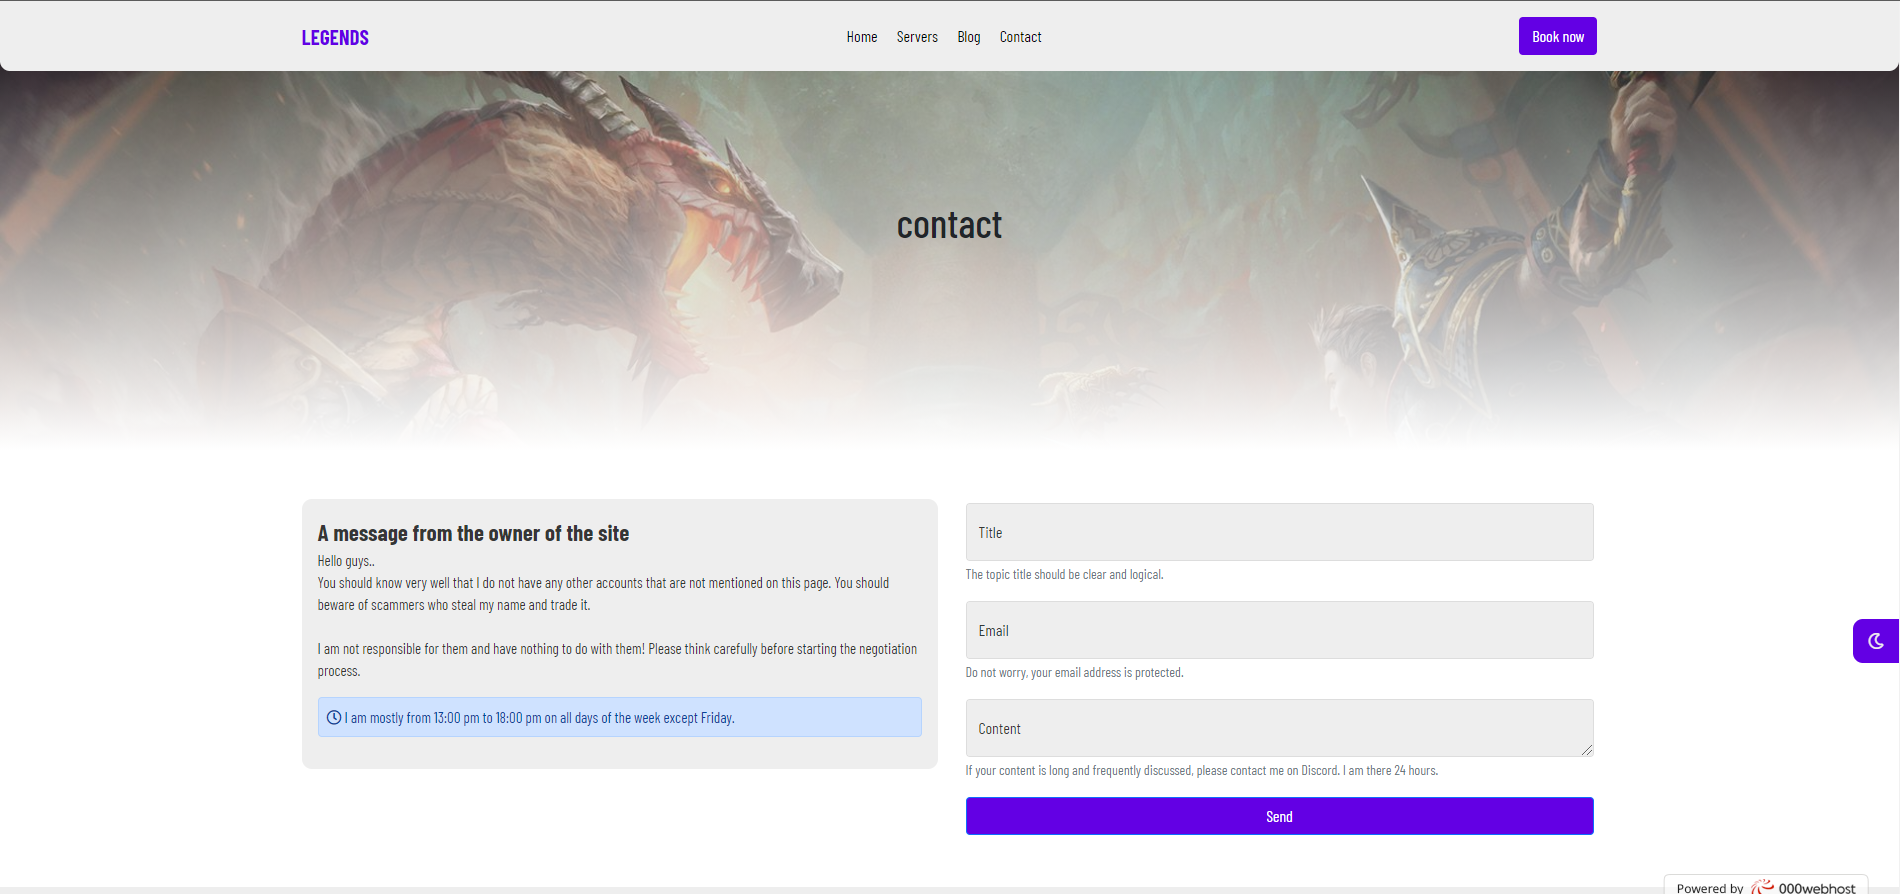 LEGENDS
Home Servers Blog Contact
Book now
contact
A message from the owner of the site
Hello guys..
You should know very well that I do not have any other accounts that are not mentioned on this page. You should
beware of scammers who steal my name and trade it.
I am not responsible for them and have nothing to do with them! Please think carefully before starting the negotiation
process.
I am mostly from 13:00 pm to 18:00 pm on all days of the week except Friday.
Title
The topic title should be clear and logical.
Email
Do not worry, your email address is protected.
Content
If your content is long and frequently discussed, please contact me on Discord. I am there 24 hours.
Send
Powered by 000webhost